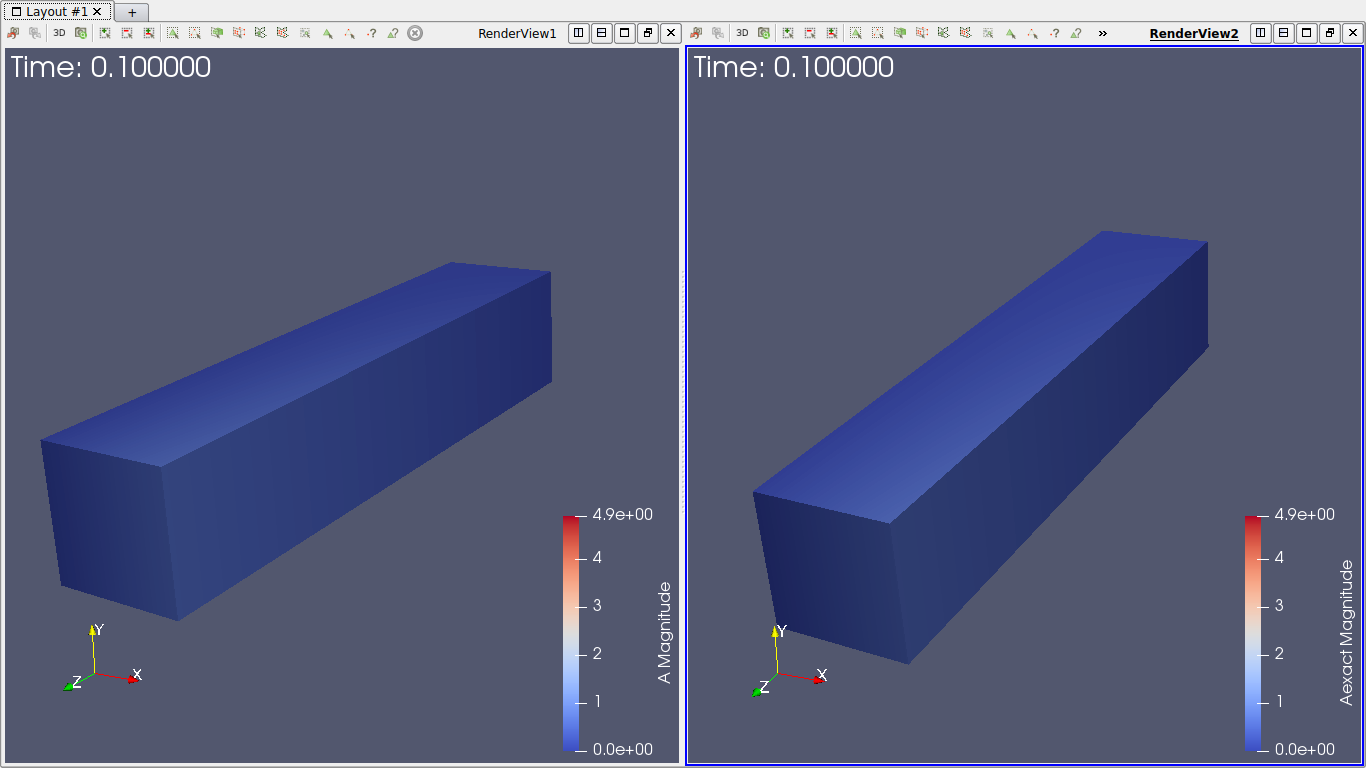 Layout #1
+
3D
RenderView1
3D
RenderView2
Time: 0.100000
4.9e+00
4
3
2
1
0.0e+00
A Magnitude
Y
X
Z
Time: 0.100000
4.9e+00
4
3
2
1
0.0e+00
Aexact Magnitude
Y
X
Z